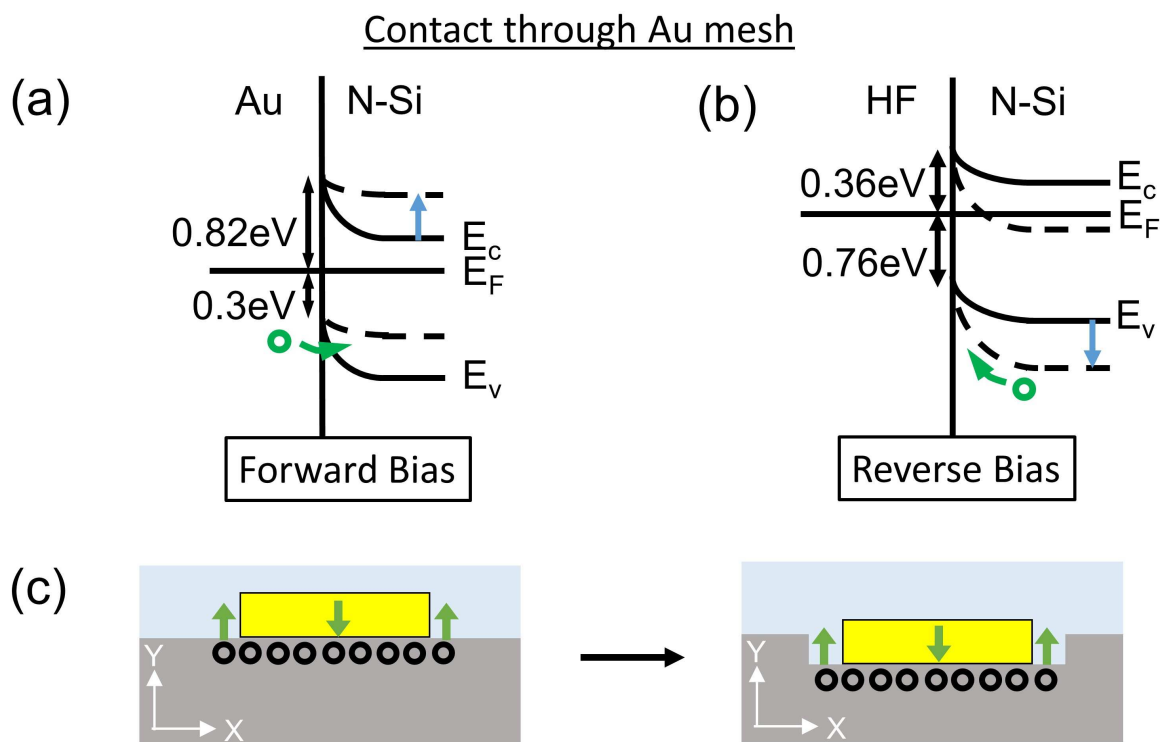 Contact through Au mesh
(a)
Au
N-Si
0.82eV
0.3eV
Ec
EF
Ev
Forward Bias
(b)
HF
N-Si
0.36eV
0.76eV
Ec
EF
Ev
Reverse Bias
(c)
Y
X
Y
X